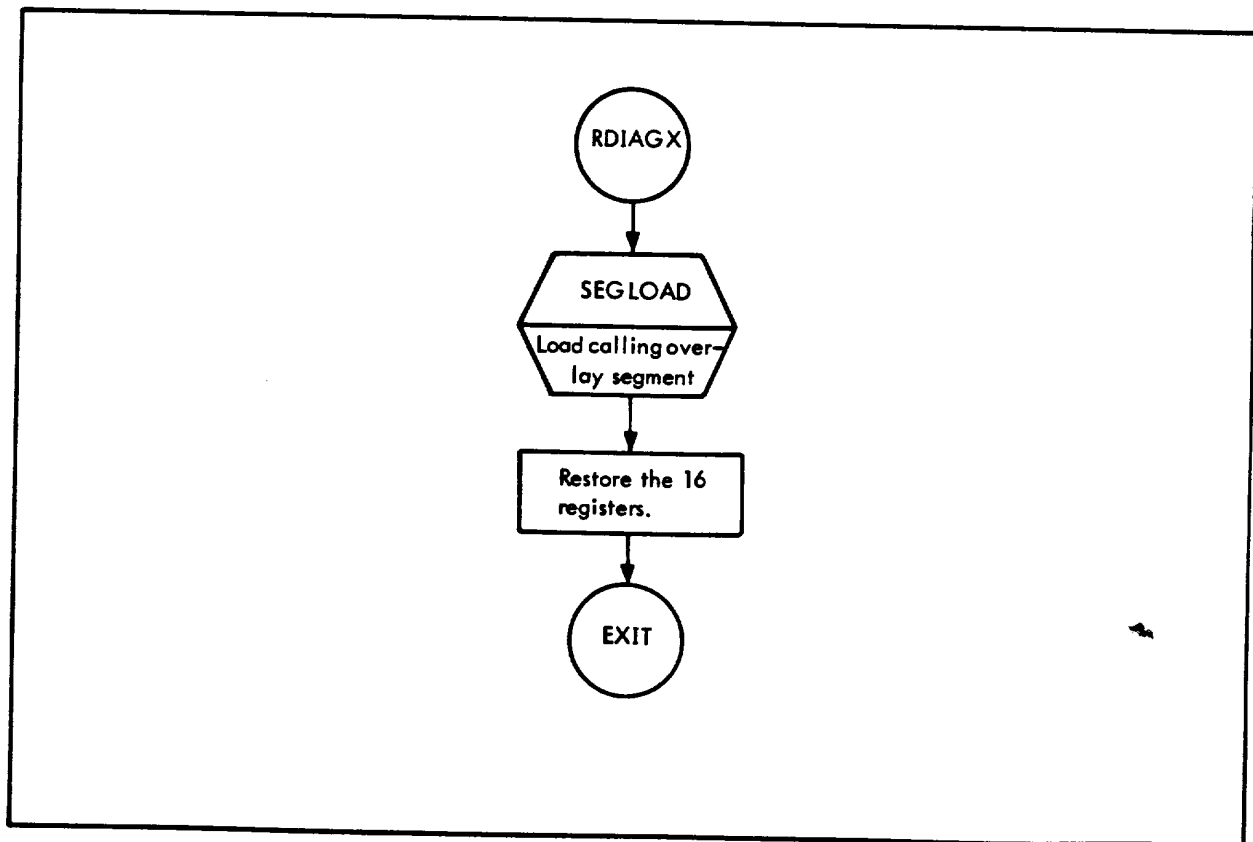 RDIAGX
SEGLOAD
Load calling over-
lay segment
Restore the 16
registers.
EXIT